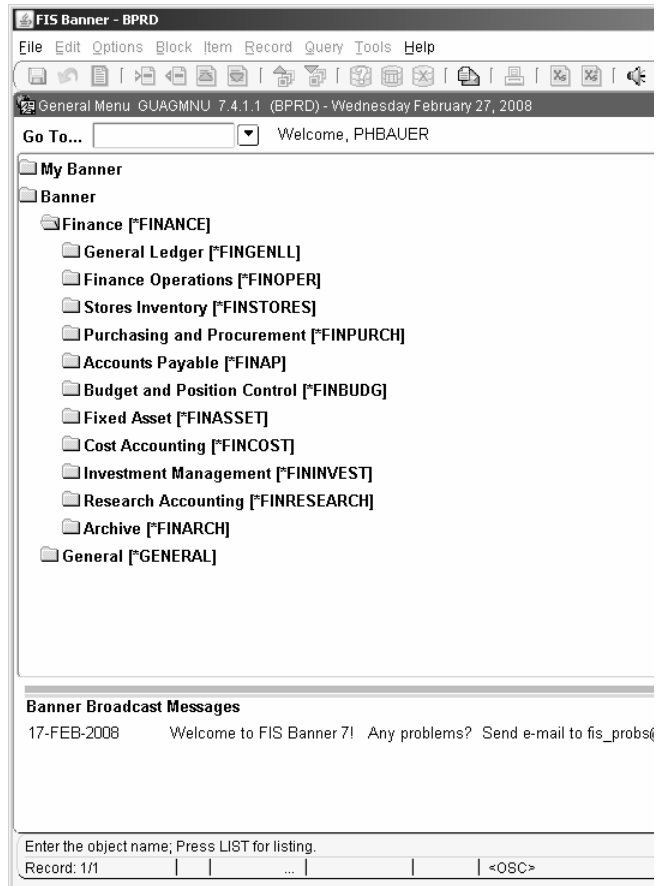 FIS Banner - BPRD
File Edit Options Block Item Record Query Tools Help
General Menu GUAGMNU 7.4.1.1 (BPRD) - Wednesday February 27, 2008
Go To... Welcome, PHBAUER
My Banner
Banner
Finance [*FINANCE]
General Ledger [*FINGENLL]
Finance Operations [*FINOPER]
Stores Inventory [*FINSTORES]
Purchasing and Procurement [*FINPURCH]
Accounts Payable [*FINAP]
Budget and Position Control [*FINBUDG]
Fixed Asset [*FINASSET]
Cost Accounting [*FINCOST]
Investment Management [*FININVEST]
Research Accounting [*FINRESEARCH]
Archive [*FINARCH]
General [*GENERAL]
Banner Broadcast Messages
17-FEB-2008 Welcome to FIS Banner 7! Any problems? Send e-mail to fis_probs@
Enter the object name; Press LIST for listing.
Record: 1/1 ... <OSC>